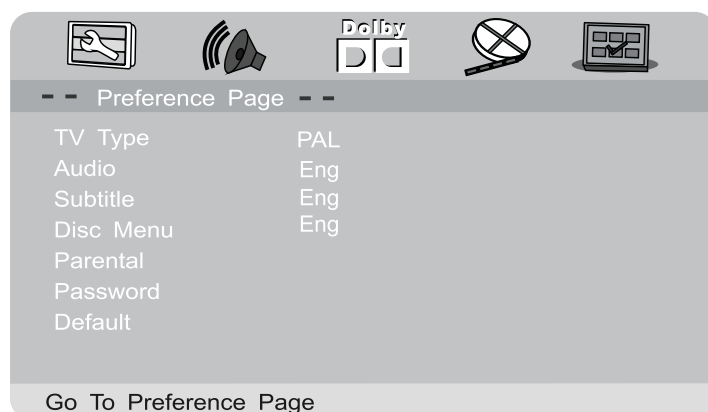 Dolby
- - Preference Page - -
TV Type PAL
Audio Eng
Subtitle Eng
Disc Menu Eng
Parental
Password
Default
Go To Preference Page